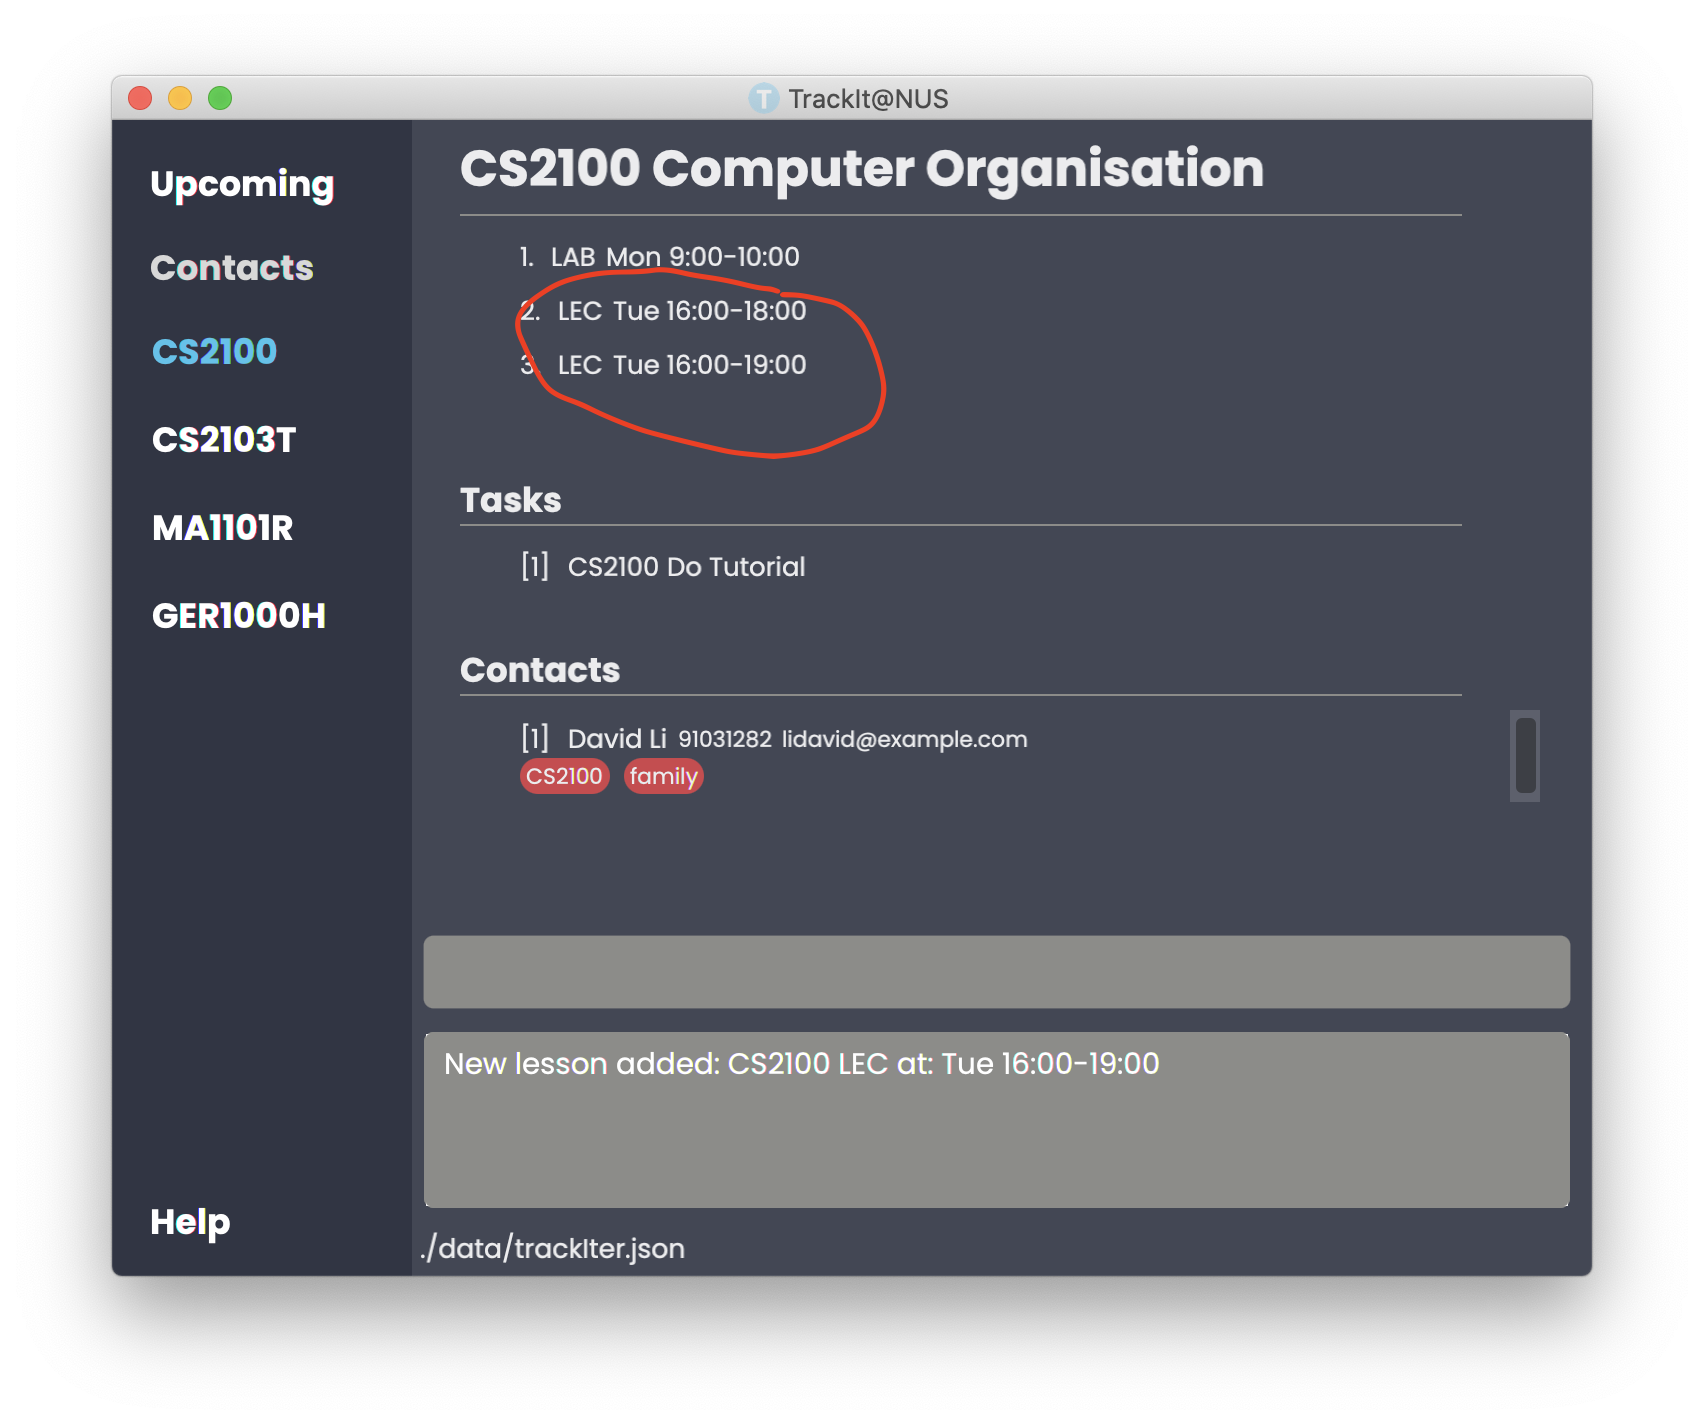 TrackIt@NUS
Upcoming
Contacts
CS2100
CS2103T
MA1101R
GER1000H
Help
CS2100 Computer Organisation
1. LAB Mon 9:00-10:00
2. LEC Tue 16:00-18:00
3. LEC Tue 16:00-19:00
Tasks
[1] CS2100 Do Tutorial
Contacts
[1] David Li 91031282 lidavid@example.com
CS2100 family
New lesson added: CS2100 LEC at: Tue 16:00-19:00
./data/trackIter.json